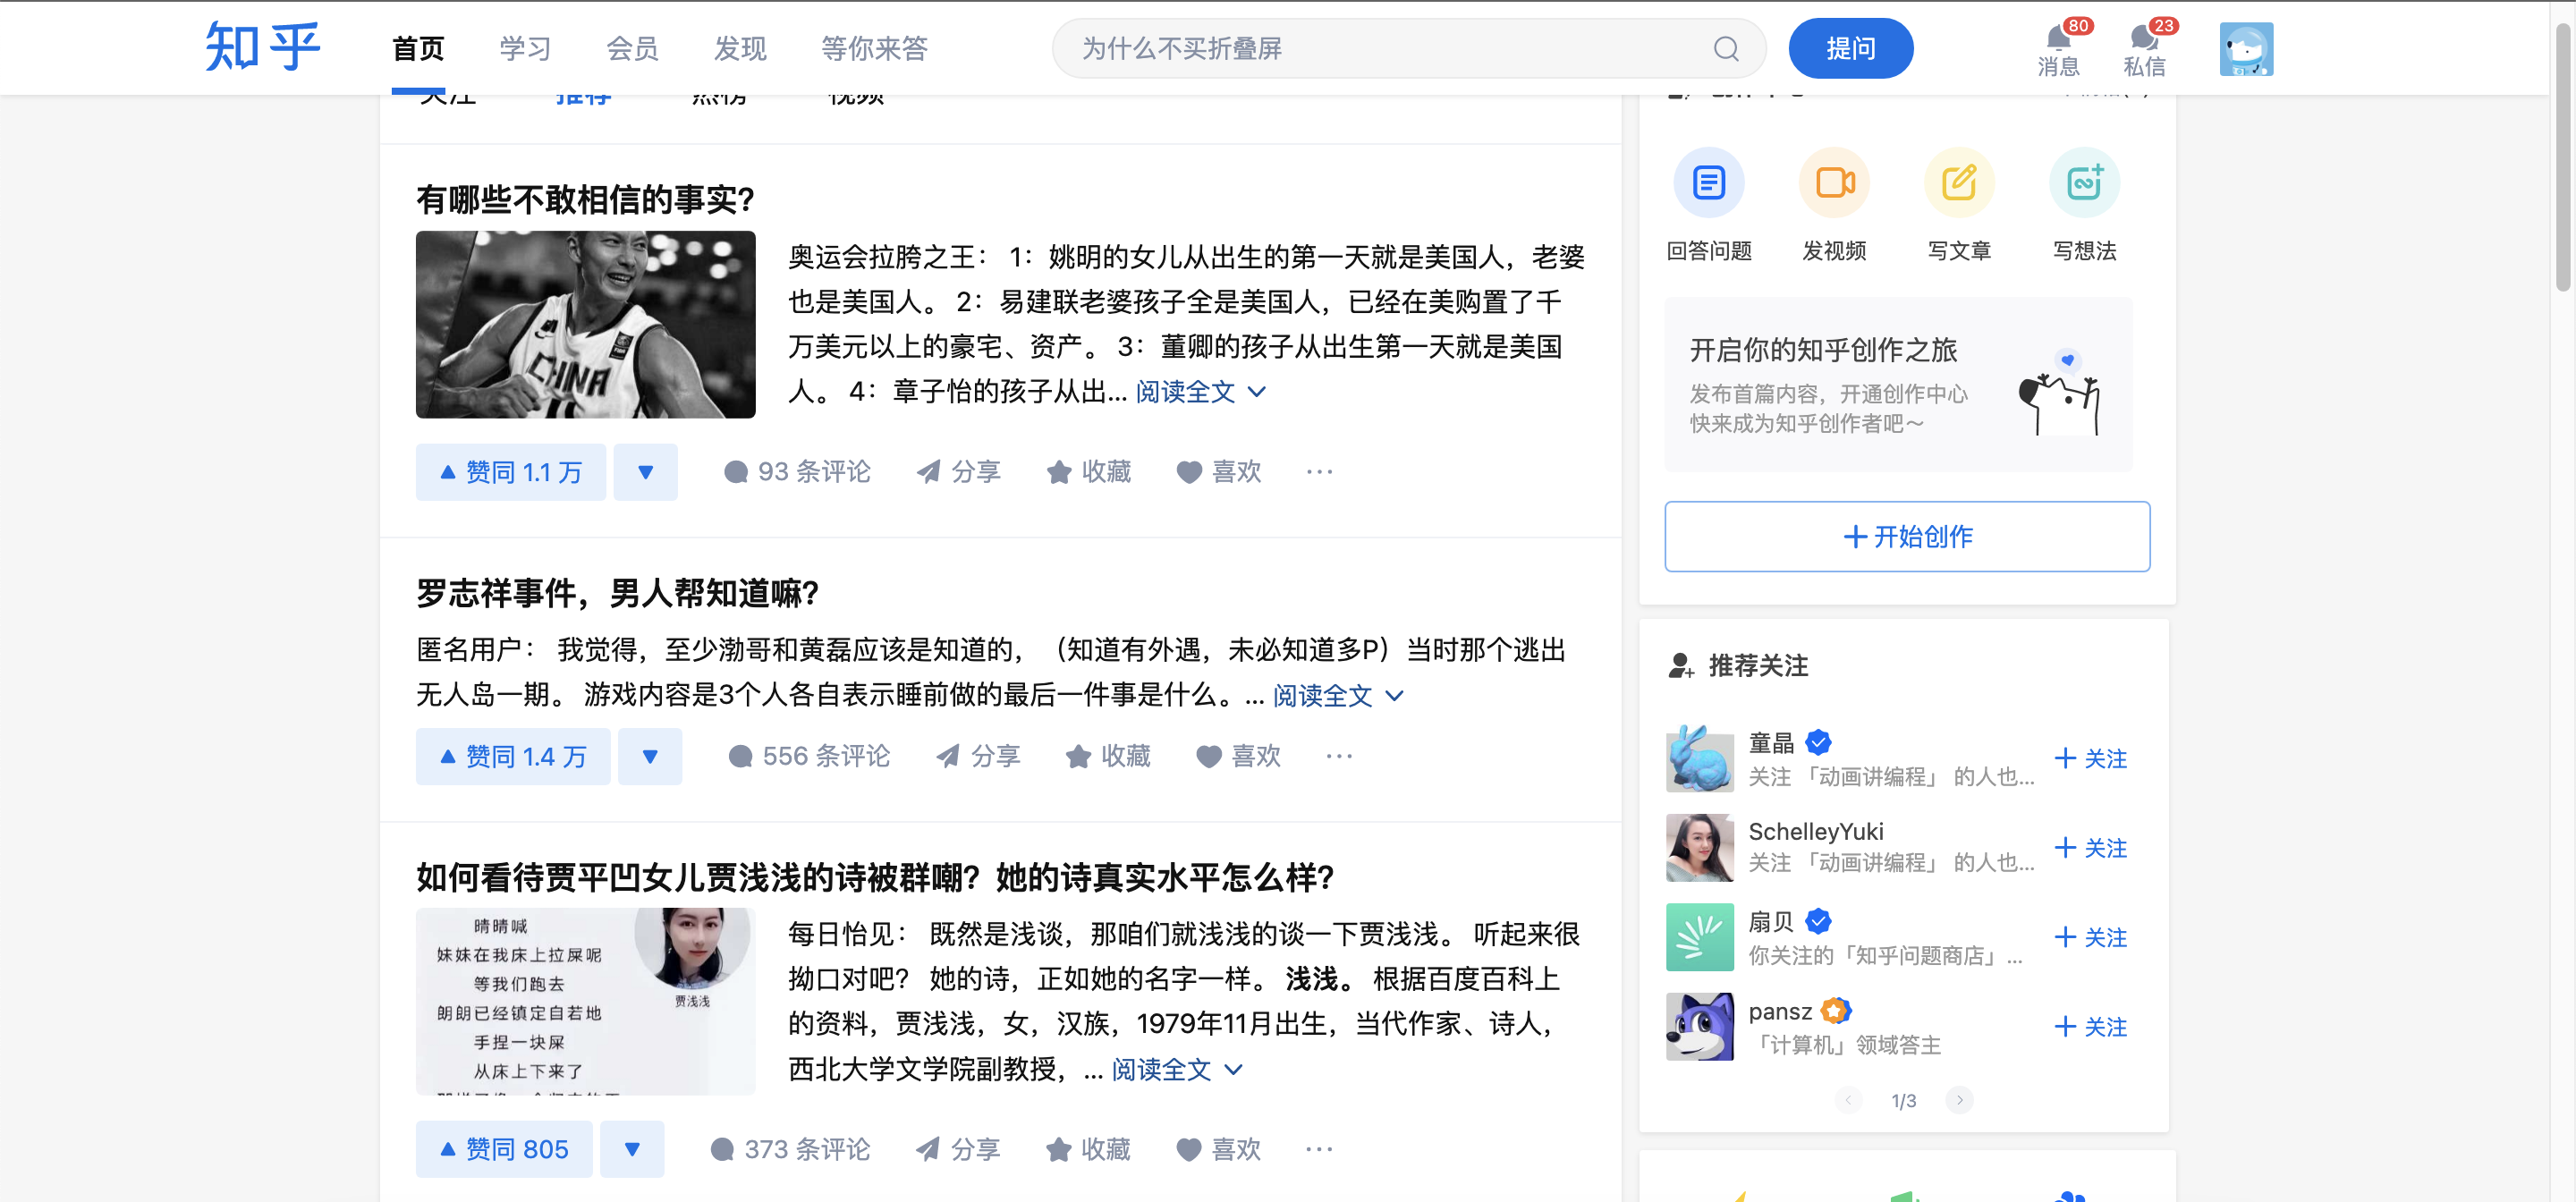 知乎
首页
学习
会员
发现
等你来答
为什么不买折叠屏
提问
80
消息
23
私信
关注
推荐
热榜
视频
有哪些不敢相信的事实？
奥运会拉胯之王： 1：姚明的女儿从出生的第一天就是美国人，老婆
也是美国人。 2：易建联老婆孩子全是美国人，已经在美购置了千
万美元以上的豪宅、资产。 3：董卿的孩子从出生第一天就是美国
人。 4：章子怡的孩子从出... 阅读全文
CHINA
赞同 1.1 万
93 条评论
分享
收藏
喜欢
罗志祥事件，男人帮知道嘛？
匿名用户： 我觉得，至少渤哥和黄磊应该是知道的，（知道有外遇，未必知道多P）当时那个逃出
无人岛一期。 游戏内容是3个人各自表示睡前做的最后一件事是什么。... 阅读全文
赞同 1.4 万
556 条评论
分享
收藏
喜欢
如何看待贾平凹女儿贾浅浅的诗被群嘲？她的诗真实水平怎么样？
晴晴喊
妹妹在我床上拉屎呢
等我们跑去
朗朗已经镇定自若地
手捏一块屎
从床上下来了
贾浅浅
每日怡见： 既然是浅谈，那咱们就浅浅的谈一下贾浅浅。 听起来很
拗口对吧？ 她的诗，正如她的名字一样。 浅浅。 根据百度百科上
的资料，贾浅浅，女，汉族，1979年11月出生，当代作家、诗人，
西北大学文学院副教授，... 阅读全文
赞同 805
373 条评论
分享
收藏
喜欢
回答问题
发视频
写文章
写想法
开启你的知乎创作之旅
发布首篇内容，开通创作中心
快来成为知乎创作者吧～
开始创作
推荐关注
童晶
关注 「动画讲编程」 的人也...
关注
SchelleyYuki
关注 「动画讲编程」 的人也...
关注
扇贝
你关注的「知乎问题商店」...
关注
pansz
「计算机」领域答主
关注
1/3